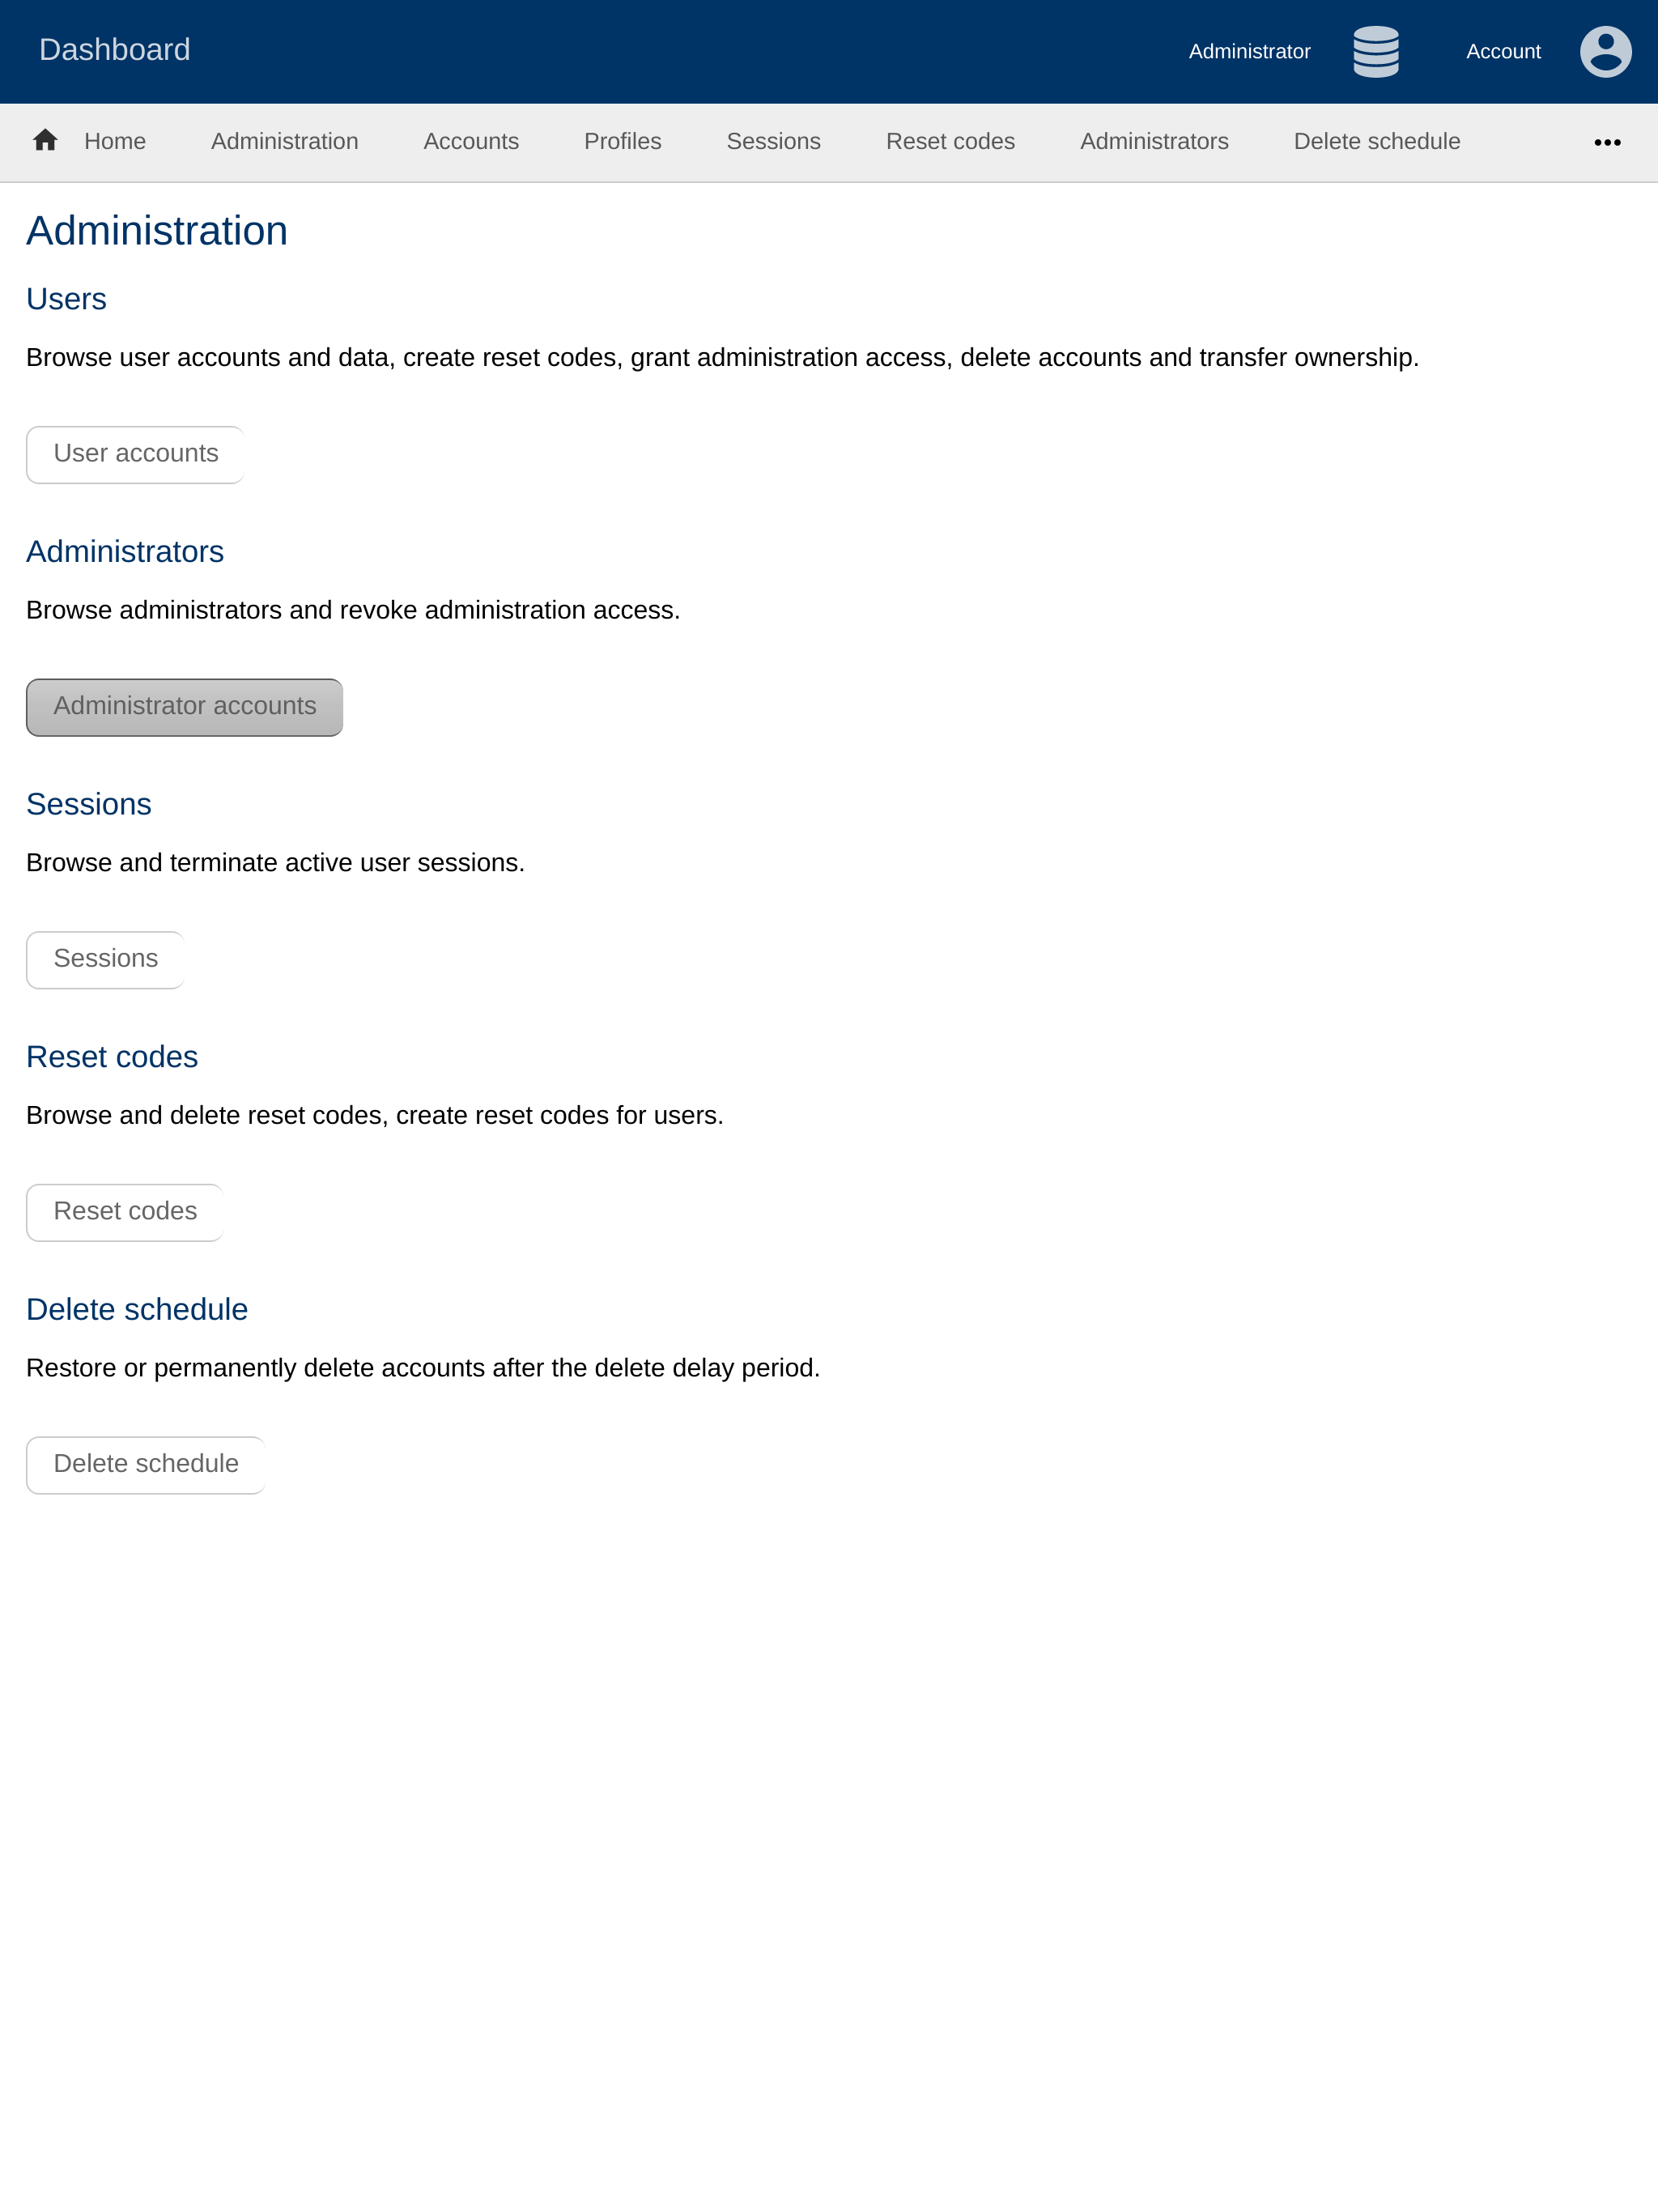 Dashboard
Administrator
Account
Home
Administration
Accounts
Profiles
Sessions
Reset codes
Administrators
Delete schedule
Administration
Users
Browse user accounts and data, create reset codes, grant administration access, delete accounts and transfer ownership.
User accounts
Administrators
Browse administrators and revoke administration access.
Administrator accounts
Sessions
Browse and terminate active user sessions.
Sessions
Reset codes
Browse and delete reset codes, create reset codes for users.
Reset codes
Delete schedule
Restore or permanently delete accounts after the delete delay period.
Delete schedule